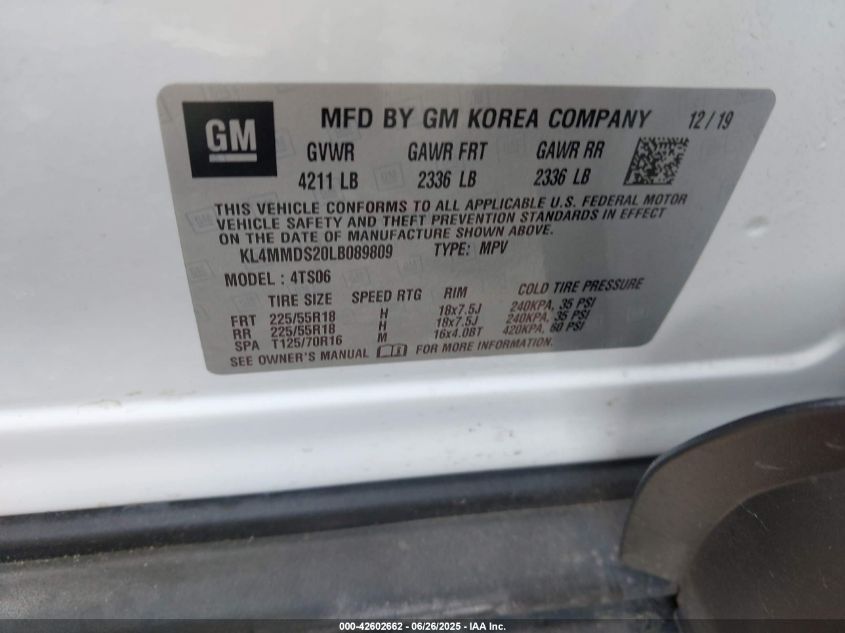 GM
MFD BY GM KOREA COMPANY 12/19
GVWR GAWR FRT GAWR RR
4211 LB 2336 LB 2336 LB
THIS VEHICLE CONFORMS TO ALL APPLICABLE U.S. FEDERAL MOTOR
VEHICLE SAFETY AND THEFT PREVENTION STANDARDS IN EFFECT
ON THE DATE OF MANUFACTURE SHOWN ABOVE.
KL4MMDS20LB089809 TYPE: MPV
MODEL : 4TS06
TIRE SIZE SPEED RTG RIM COLD TIRE PRESSURE
FRT 225/55R18 H 18x7.5J 240KPA, 35 PSI
RR 225/55R18 H 18x7.5J 240KPA, 35 PSI
SPA T125/70R16 M 16x4.0BT 420KPA, 60 PSI
SEE OWNER'S MANUAL FOR MORE INFORMATION.
000-42602662 - 06/26/2025 - IAA Inc.